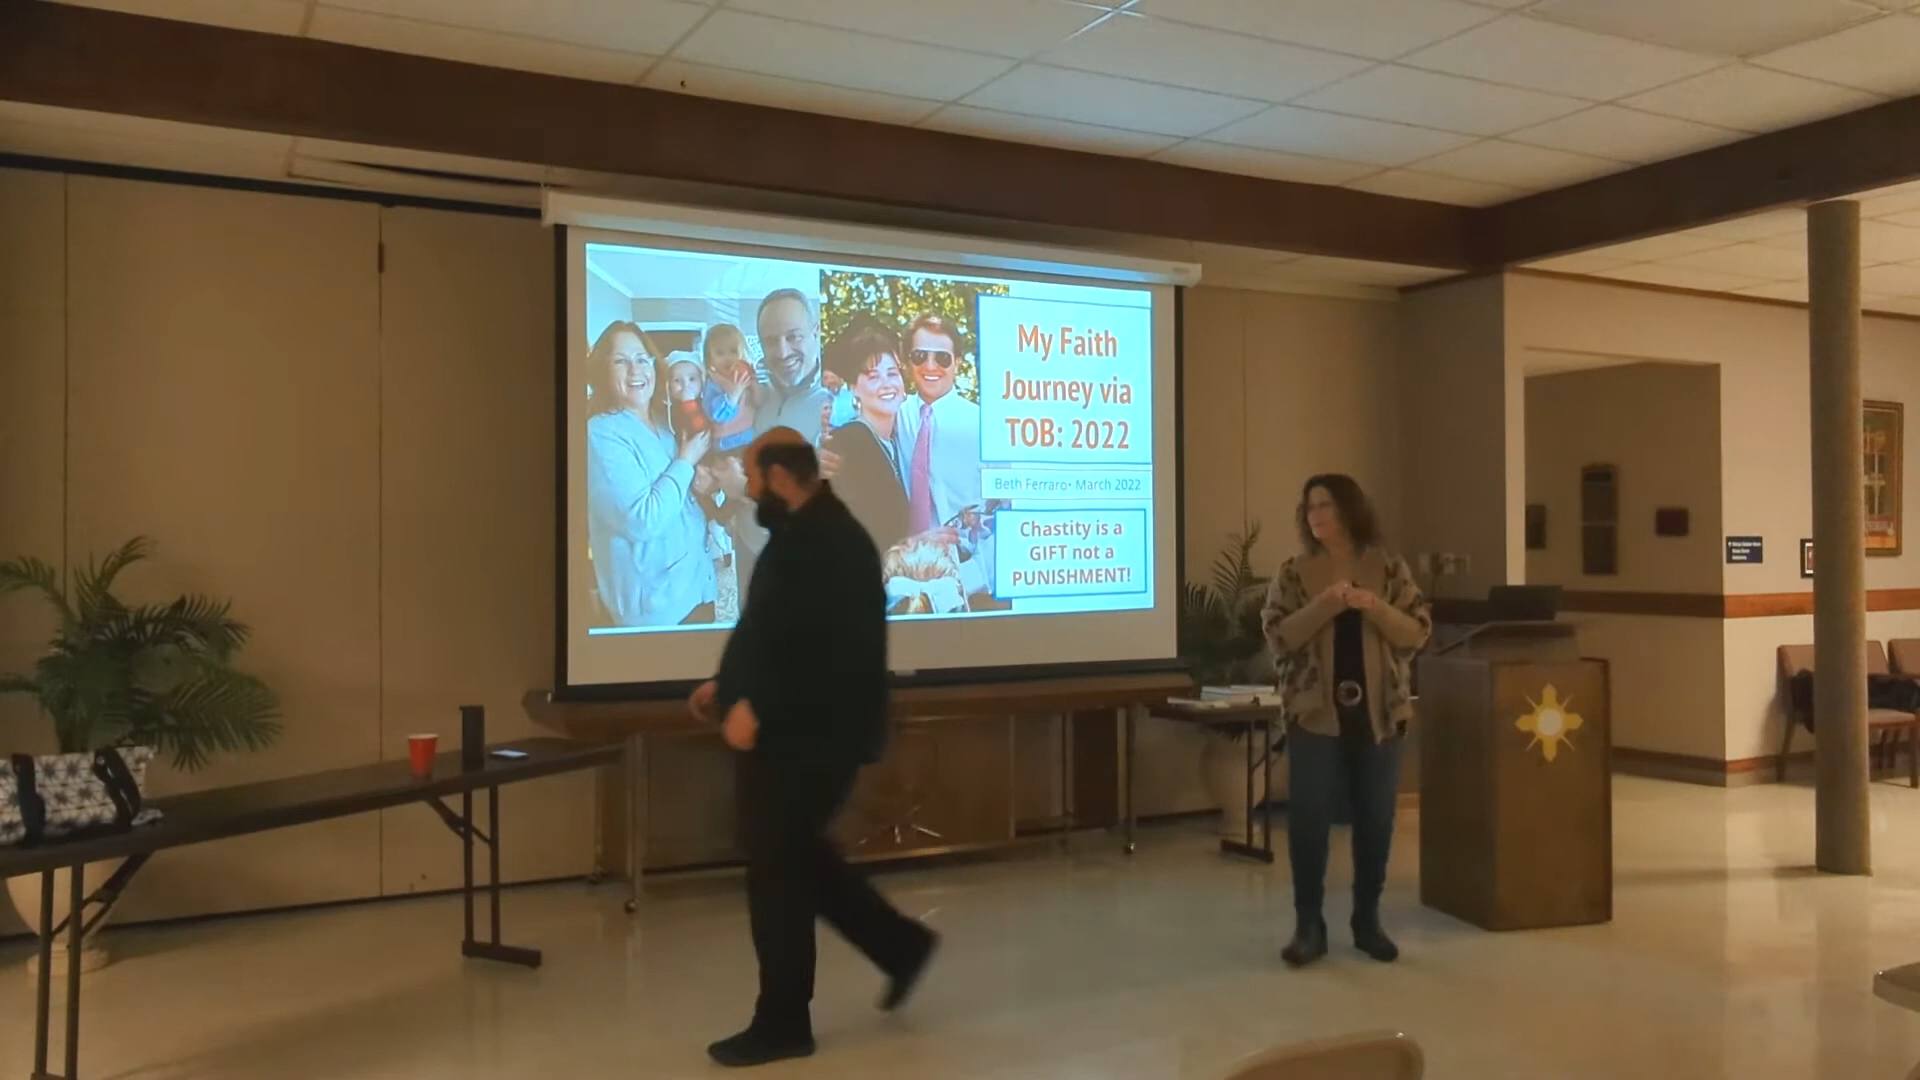 My Faith
Journey via
TOB: 2022
Beth Ferraro• March 2022
Chastity is a
GIFT not a
PUNISHMENT!